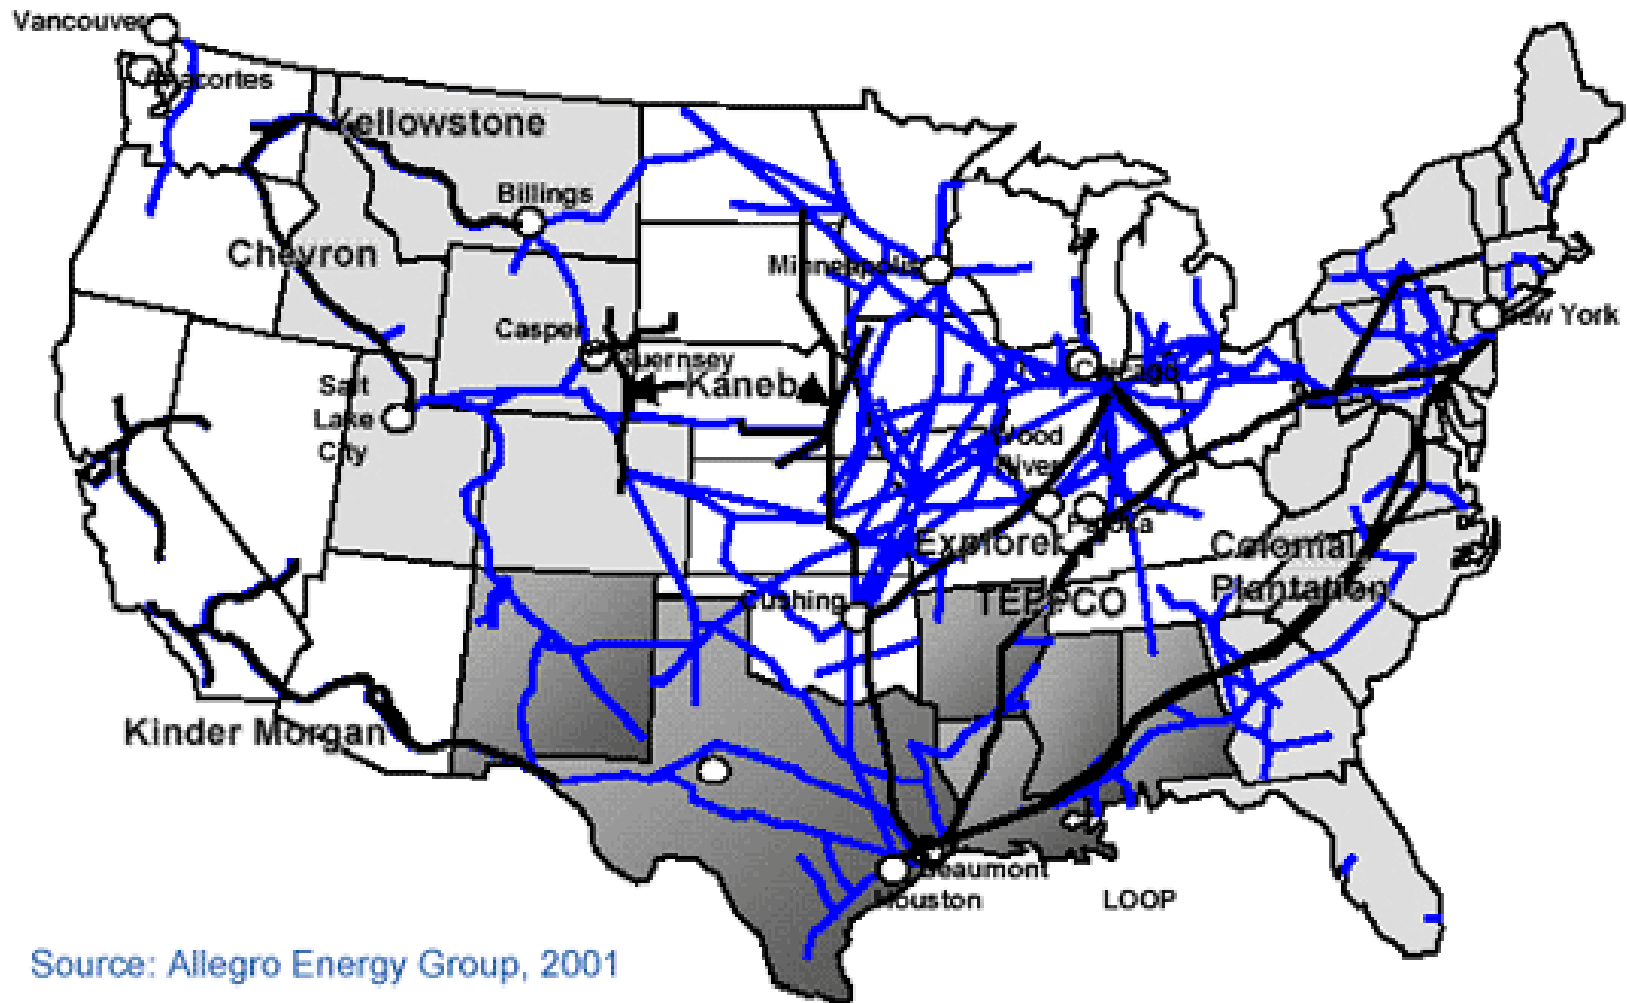 Vancouver
Anacortes
Yellowstone
Billings
Chevron
Minneapolis
New York
Casper
Guernsey
Chicago
Salt
Lake
City
Kaneb
Wood
River
Patoka
Explorer
Colonial
Plantation
Cushing
TEPPCO
Kinder Morgan
Beaumont
Houston
LOOP
Source: Allegro Energy Group, 2001